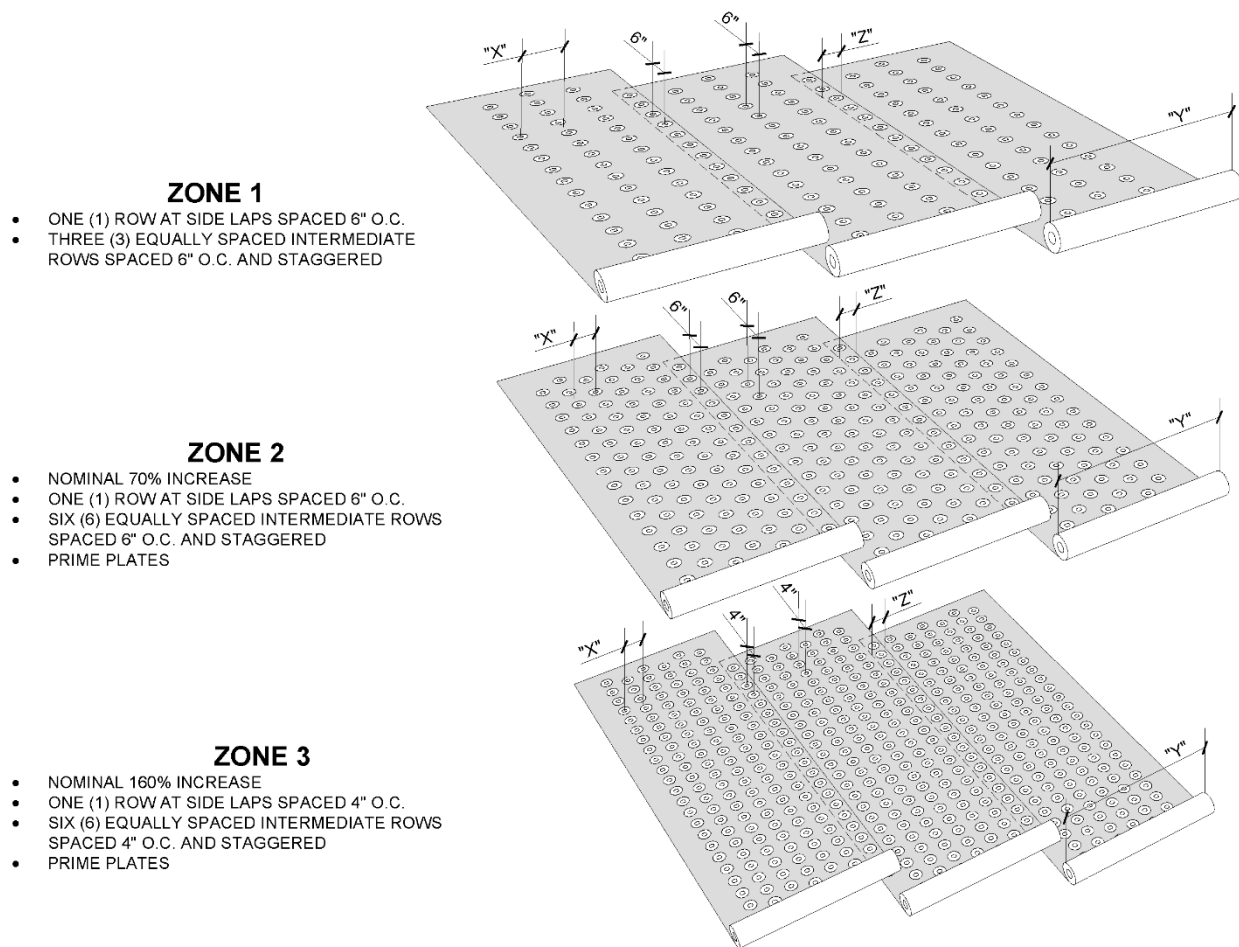 "X"
6"
6"
"Z"
"Y"
ZONE 1
• ONE (1) ROW AT SIDE LAPS SPACED 6" O.C.
• THREE (3) EQUALLY SPACED INTERMEDIATE
ROWS SPACED 6" O.C. AND STAGGERED
"X"
6"
6"
"Z"
"Y"
ZONE 2
• NOMINAL 70% INCREASE
• ONE (1) ROW AT SIDE LAPS SPACED 6" O.C.
• SIX (6) EQUALLY SPACED INTERMEDIATE ROWS
SPACED 6" O.C. AND STAGGERED
• PRIME PLATES
"X"
4"
4"
"Z"
"Y"
ZONE 3
• NOMINAL 160% INCREASE
• ONE (1) ROW AT SIDE LAPS SPACED 4" O.C.
• SIX (6) EQUALLY SPACED INTERMEDIATE ROWS
SPACED 4" O.C. AND STAGGERED
• PRIME PLATES